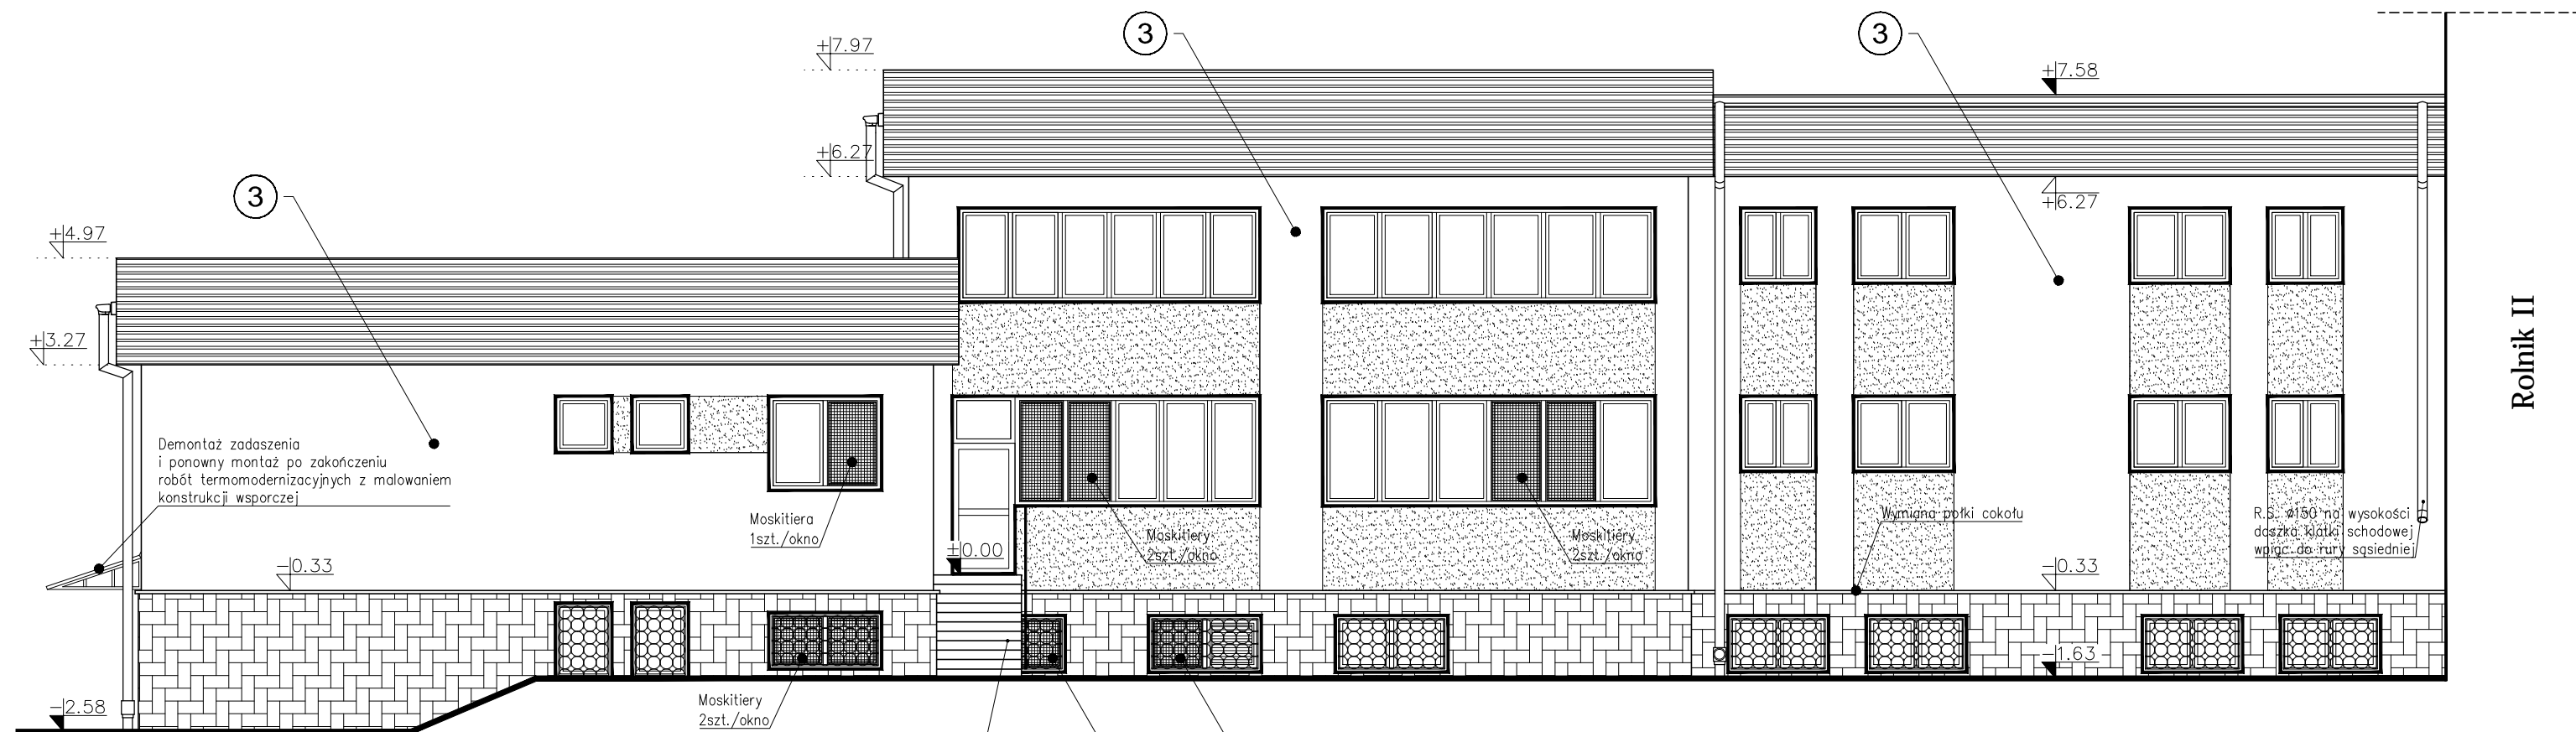 3
3
3
+7.97
+7.58
+6.27
+6.27
+4.97
+3.27
Rolnik II
Demontaż zadaszenia
i ponowny montaż po zakończeniu
robót termomodernizacyjnych z malowaniem
konstrukcji wsporczej
Moskitiera
1szt./okno
Moskitiery
2szt./okno
Moskitiery
2szt./okno
Wymiana półki cokołu
R.S. ø150 na wysokości
daszka klatki schodowej
wpiąc do rury sąsiedniej
±0.00
-0.33
-0.33
-1.63
-2.58
Moskitiery
2szt./okno